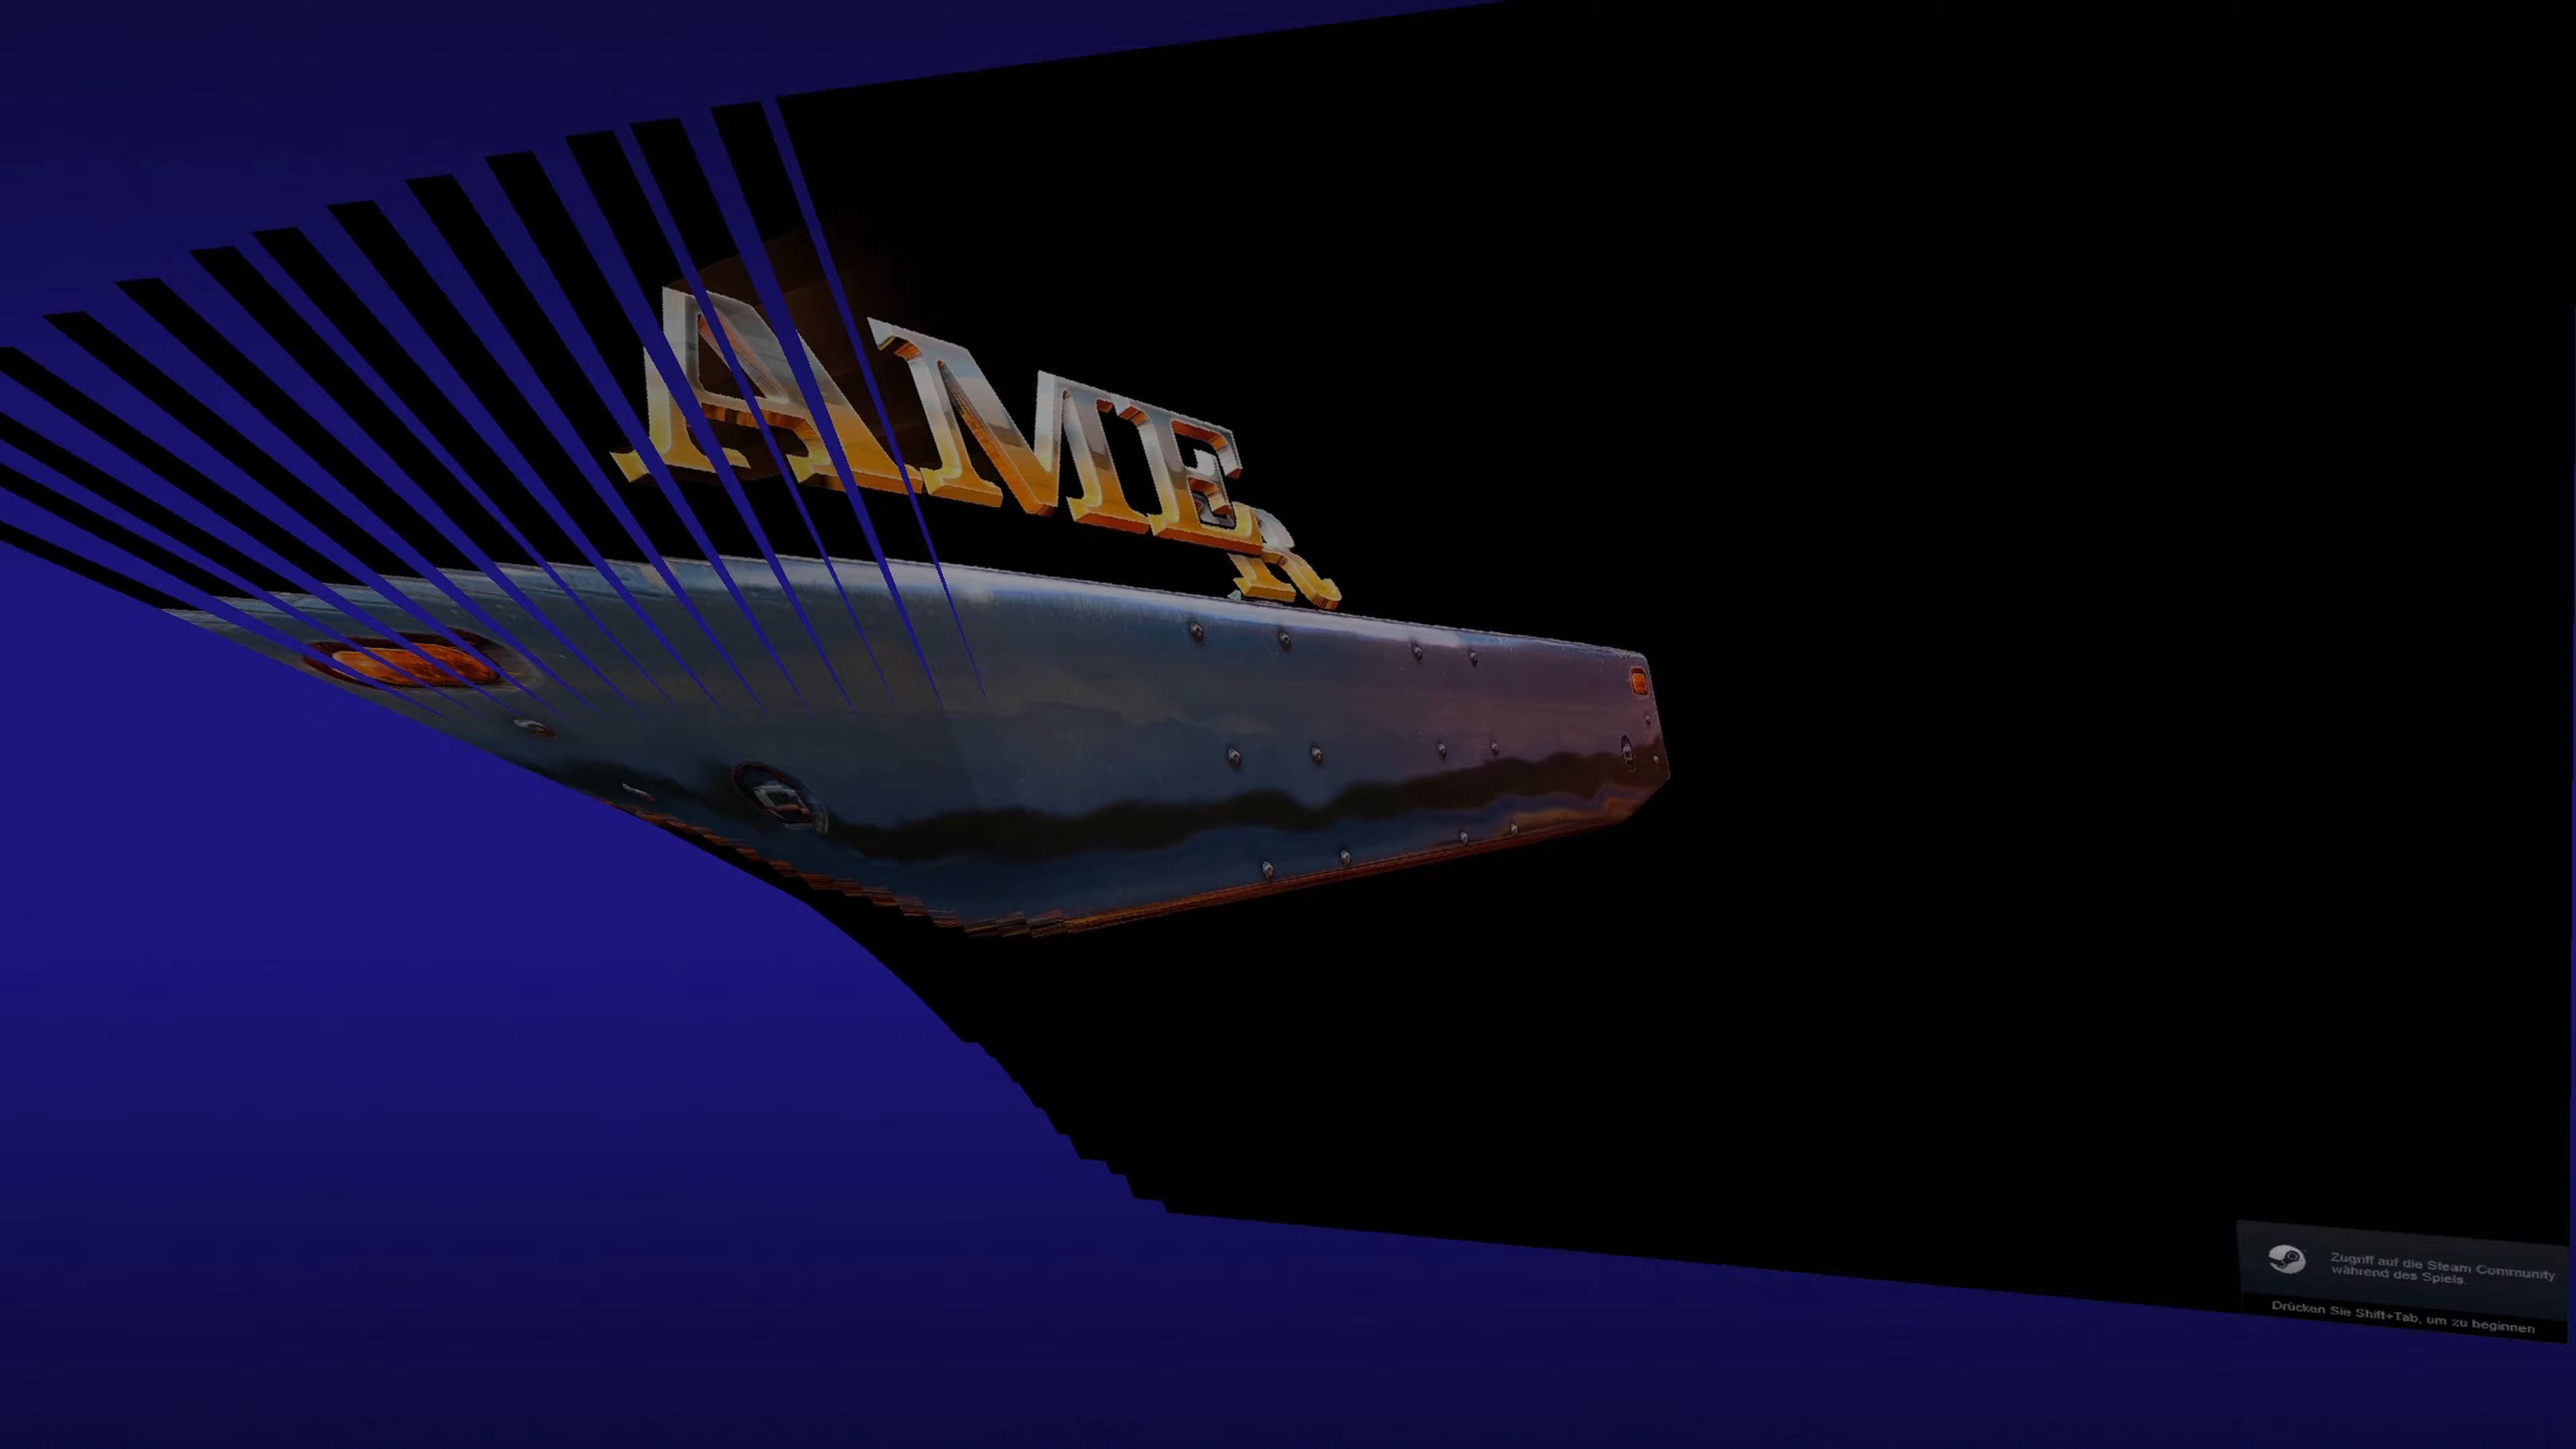 AMER
Zugriff auf die Steam Community
während des Spiels.
Drücken Sie Shift+Tab, um zu beginnen